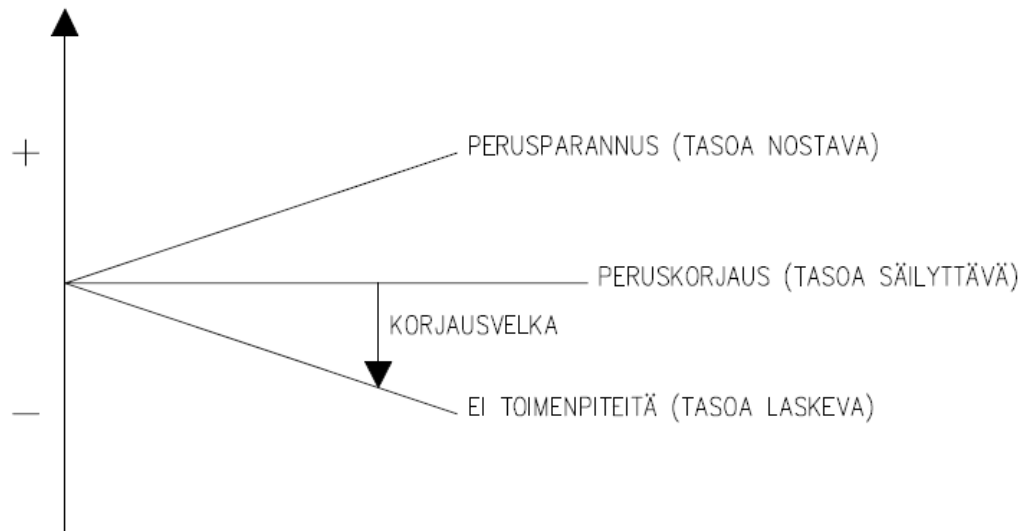 +
PERUSPARANNUS (TASOA NOSTAVA)
PERUSKORJAUS (TASOA SÄILYTTÄVÄ)
KORJAUSVELKA
EI TOIMENPITEITÄ (TASOA LASKEVA)
—